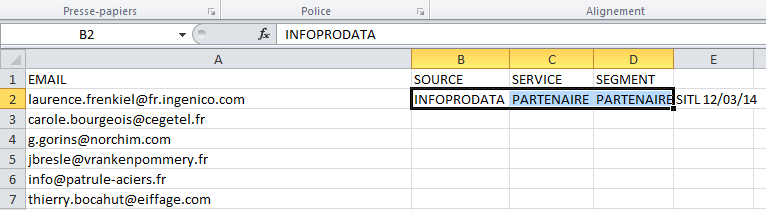 Presse-papiers Police Alignement
B2 fx INFOPRODATA
A B C D E
1 EMAIL SOURCE SERVICE SEGMENT
2 laurence.frenkiel@fr.ingenico.com INFOPRODATA PARTENAIRE PARTENAIRE SITL 12/03/14
3 carole.bourgeois@cegetel.fr
4 g.gorins@norchim.com
5 jbresle@vrankenpommery.fr
6 info@patrule-aciers.fr
7 thierry.bocahut@eiffage.com